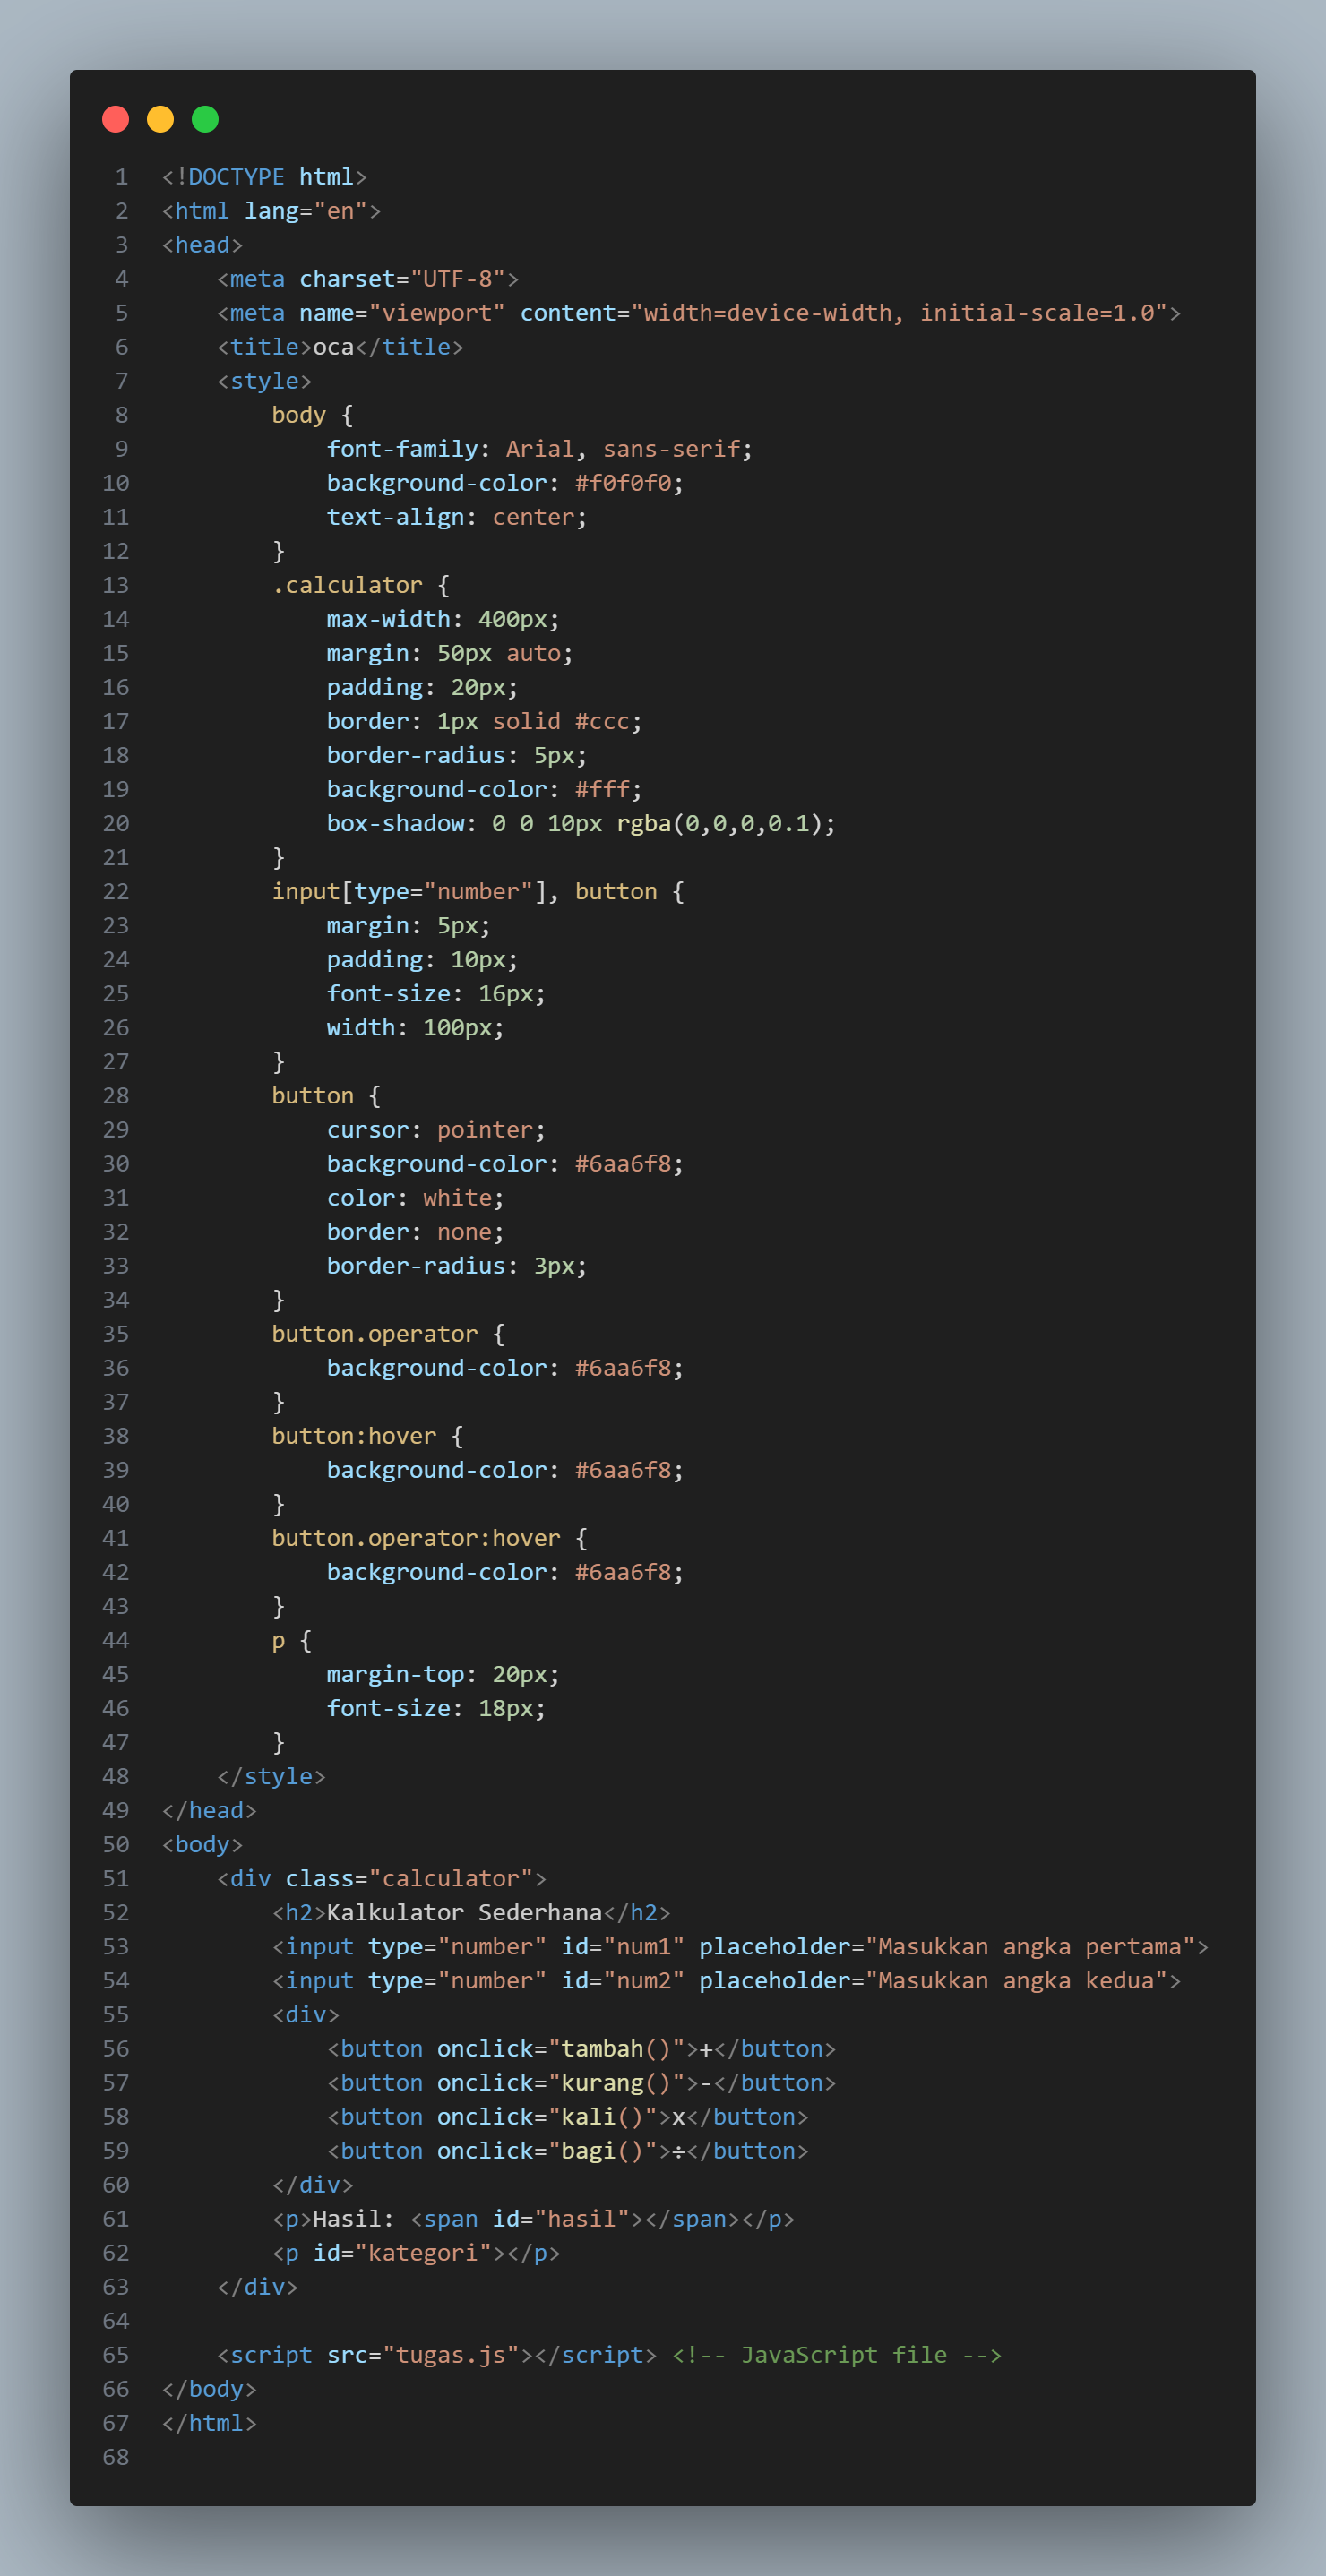 1 <!DOCTYPE html>
2 <html lang="en">
3 <head>
4     <meta charset="UTF-8">
5     <meta name="viewport" content="width=device-width, initial-scale=1.0">
6     <title>oca</title>
7     <style>
8         body {
9             font-family: Arial, sans-serif;
10             background-color: #f0f0f0;
11             text-align: center;
12         }
13         .calculator {
14             max-width: 400px;
15             margin: 50px auto;
16             padding: 20px;
17             border: 1px solid #ccc;
18             border-radius: 5px;
19             background-color: #fff;
20             box-shadow: 0 0 10px rgba(0,0,0,0.1);
21         }
22         input[type="number"], button {
23             margin: 5px;
24             padding: 10px;
25             font-size: 16px;
26             width: 100px;
27         }
28         button {
29             cursor: pointer;
30             background-color: #6aa6f8;
31             color: white;
32             border: none;
33             border-radius: 3px;
34         }
35         button.operator {
36             background-color: #6aa6f8;
37         }
38         button:hover {
39             background-color: #6aa6f8;
40         }
41         button.operator:hover {
42             background-color: #6aa6f8;
43         }
44         p {
45             margin-top: 20px;
46             font-size: 18px;
47         }
48     </style>
49 </head>
50 <body>
51     <div class="calculator">
52         <h2>Kalkulator Sederhana</h2>
53         <input type="number" id="num1" placeholder="Masukkan angka pertama">
54         <input type="number" id="num2" placeholder="Masukkan angka kedua">
55         <div>
56             <button onclick="tambah()">+</button>
57             <button onclick="kurang()">-</button>
58             <button onclick="kali()">x</button>
59             <button onclick="bagi()">÷</button>
60         </div>
61         <p>Hasil: <span id="hasil"></span></p>
62         <p id="kategori"></p>
63     </div>
64
65     <script src="tugas.js"></script> <!-- JavaScript file -->
66 </body>
67 </html>
68